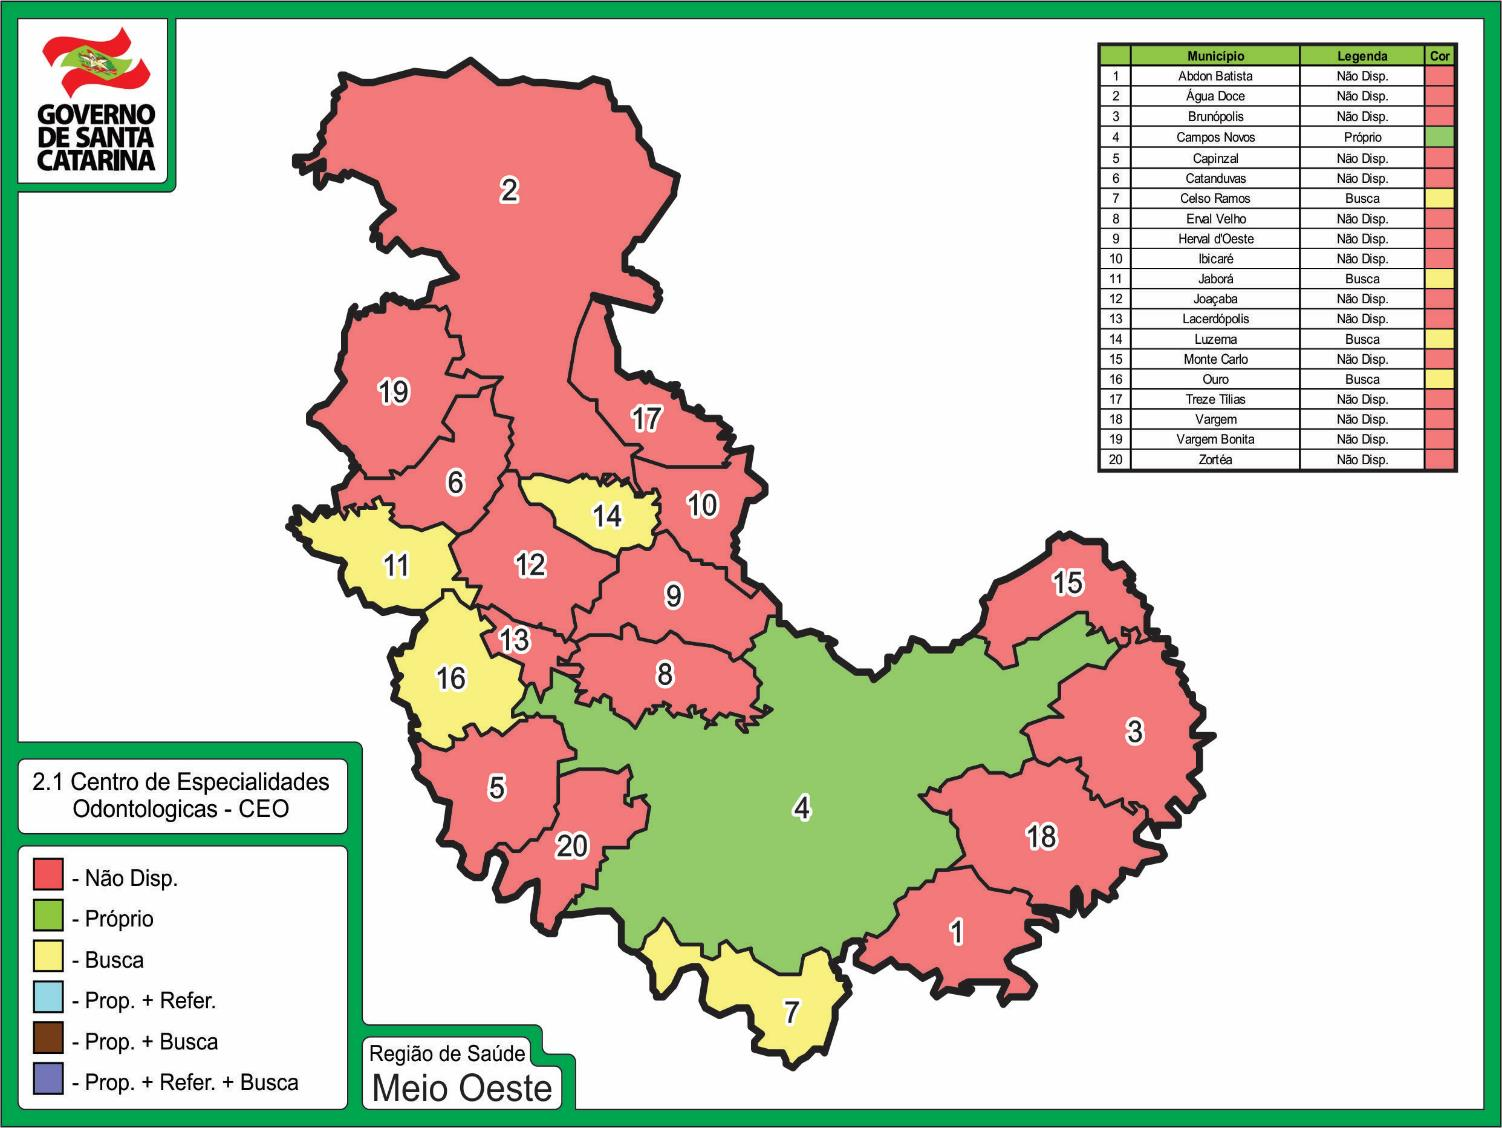 GOVERNO
DE SANTA
CATARINA
Município Legenda Cor
1 Abdon Batista Não Disp.
2 Água Doce Não Disp.
3 Brunópolis Não Disp.
4 Campos Novos Próprio
5 Capinzal Não Disp.
6 Catanduvas Não Disp.
7 Celso Ramos Busca
8 Erval Velho Não Disp.
9 Herval d'Oeste Não Disp.
10 Ibicaré Não Disp.
11 Jaborá Busca
12 Joaçaba Não Disp.
13 Lacerdópolis Não Disp.
14 Luzerna Busca
15 Monte Carlo Não Disp.
16 Ouro Busca
17 Treze Tílias Não Disp.
18 Vargem Não Disp.
19 Vargem Bonita Não Disp.
20 Zortéa Não Disp.
2
19
17
6
10
14
11
12
15
9
13
8
16
3
5
4
18
20
1
7
2.1 Centro de Especialidades
Odontologicas - CEO
- Não Disp.
- Próprio
- Busca
- Prop. + Refer.
- Prop. + Busca
- Prop. + Refer. + Busca
Região de Saúde
Meio Oeste